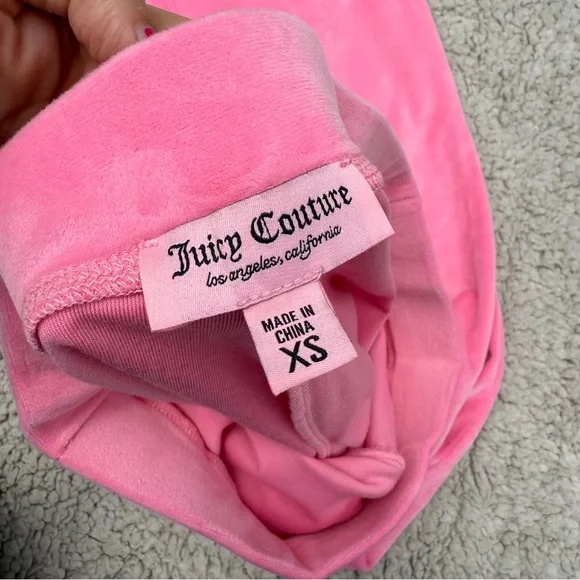 Juicy Couture
los angeles, california
MADE IN
CHINA
XS